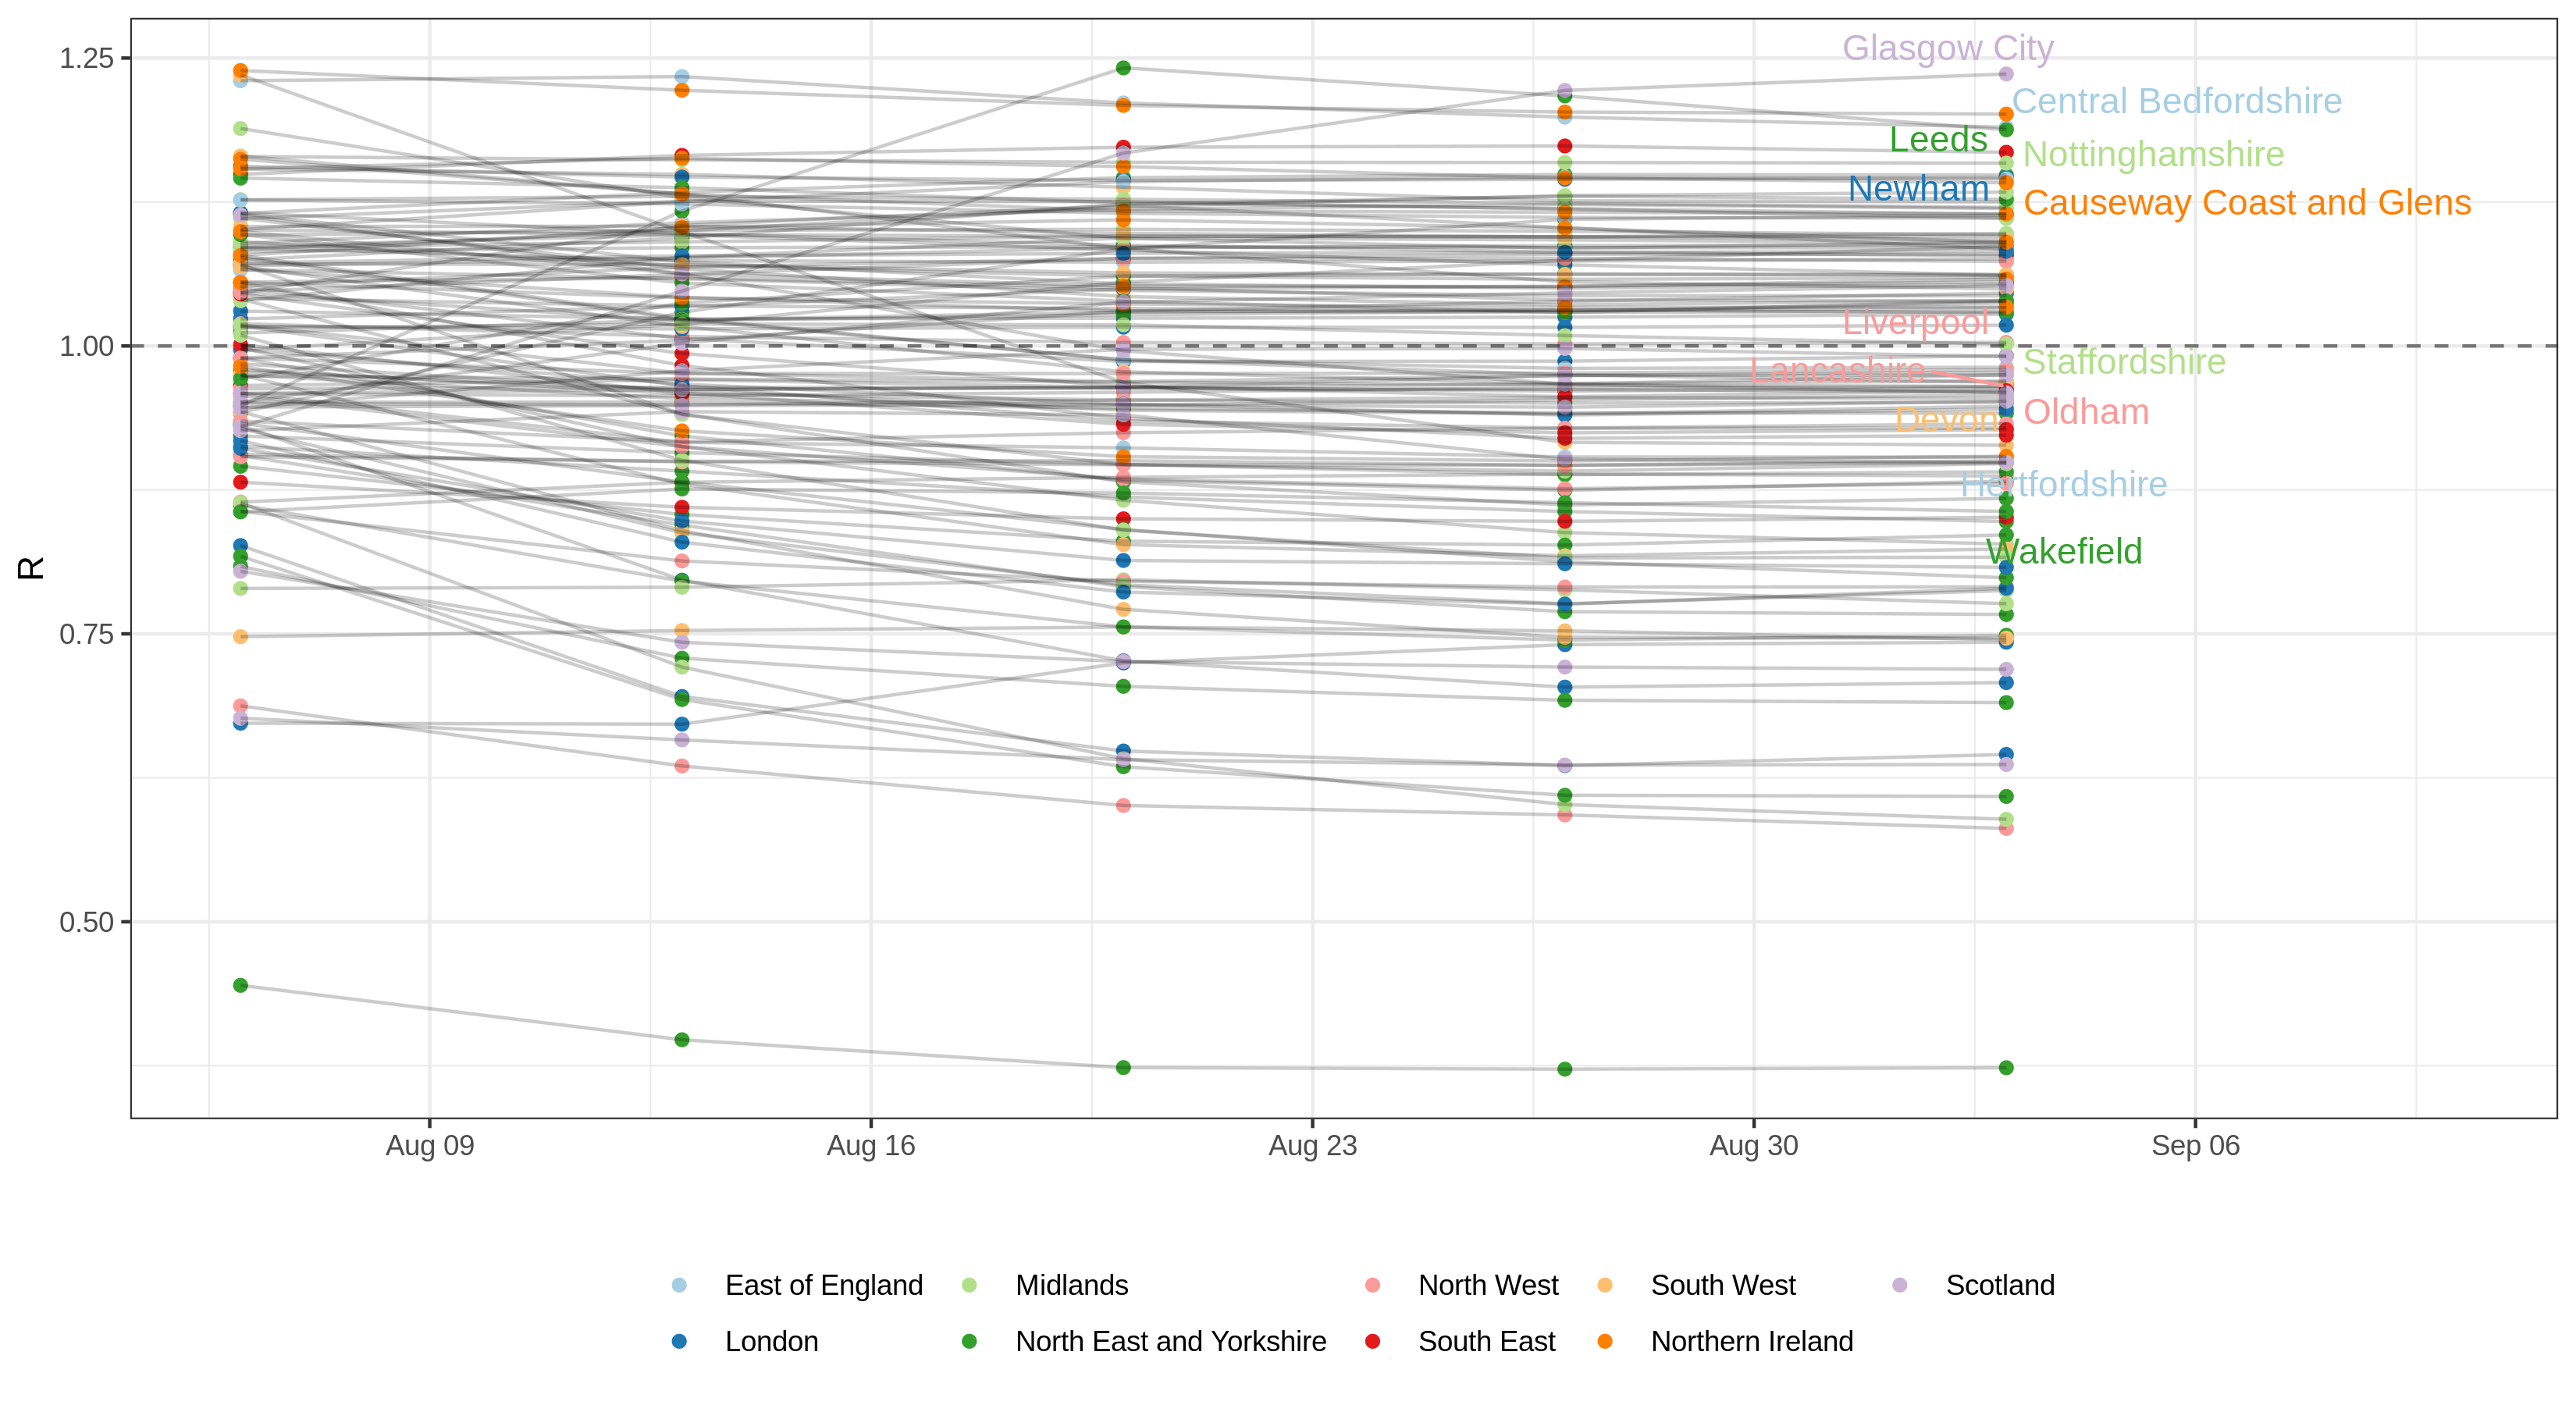 R
1.25
1.00
0.75
0.50
Glasgow City
Central Bedfordshire
Leeds
Nottinghamshire
Newham
Causeway Coast and Glens
Liverpool
Staffordshire
Lancashire
Oldham
Devon
Hertfordshire
Wakefield
Aug 09
Aug 16
Aug 23
Aug 30
Sep 06
East of England
Midlands
North West
South West
Scotland
London
North East and Yorkshire
South East
Northern Ireland